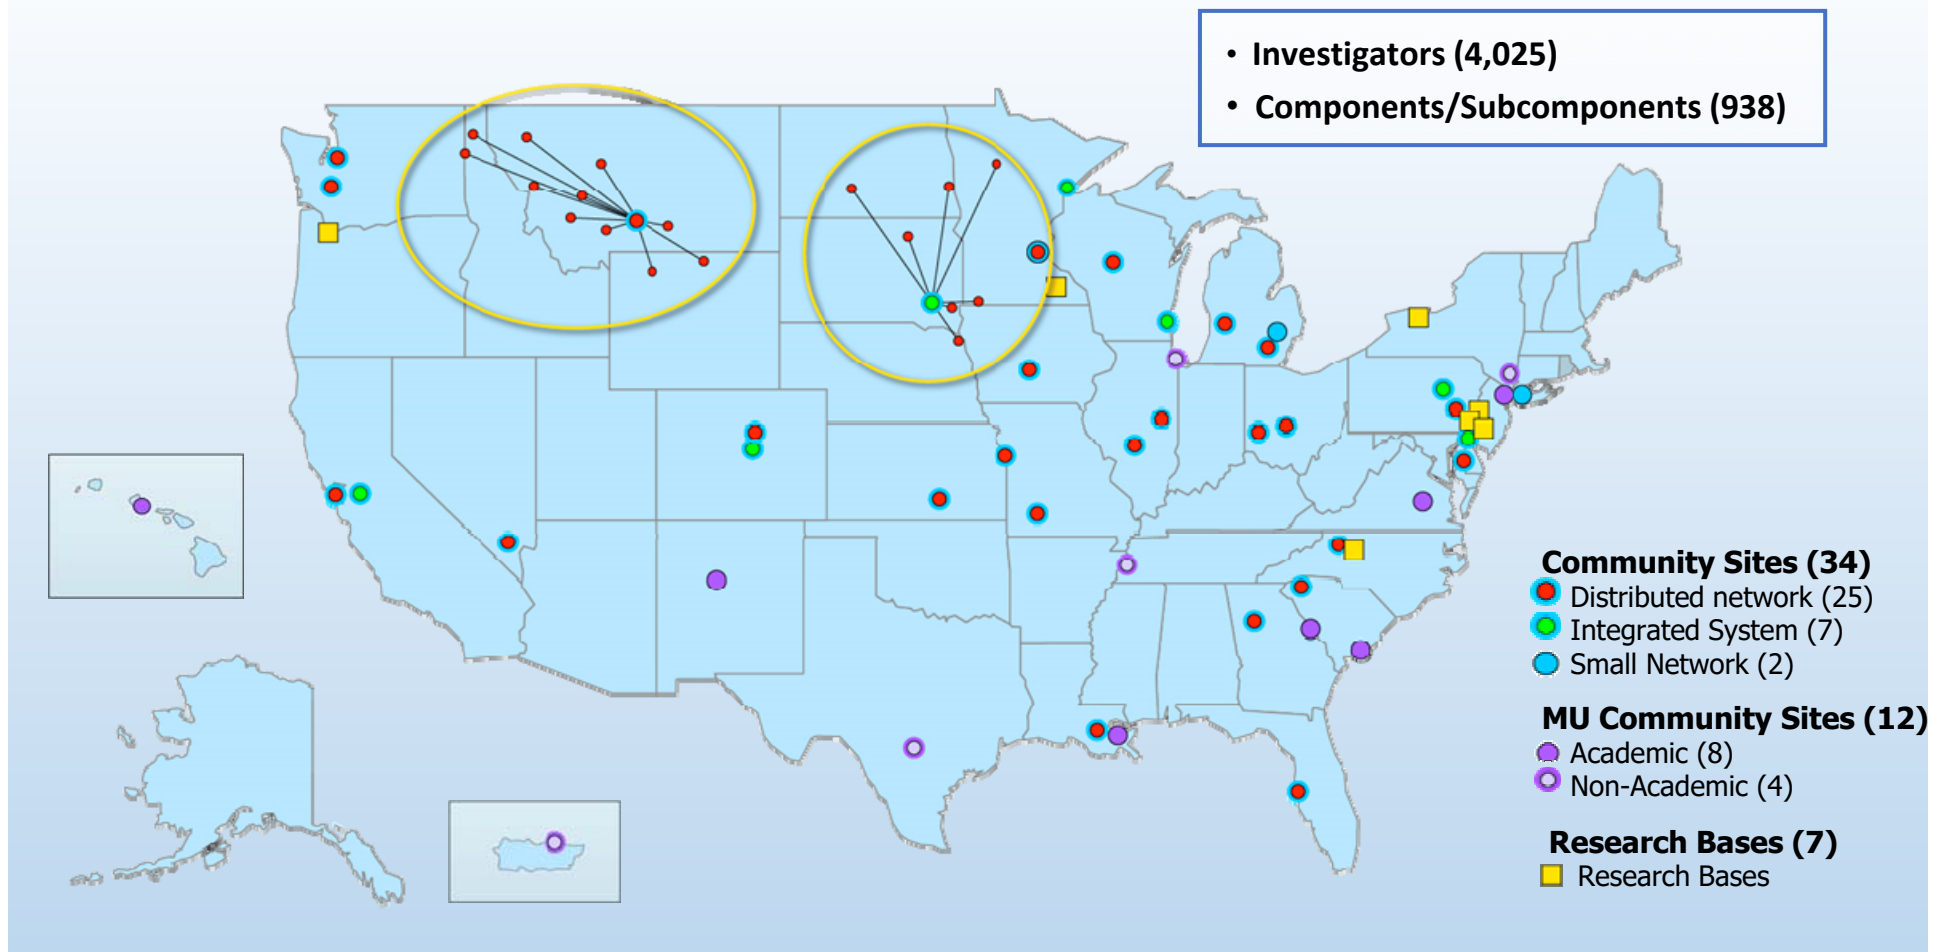 • Investigators (4,025)
• Components/Subcomponents (938)
Community Sites (34)
Distributed network (25)
Integrated System (7)
Small Network (2)
MU Community Sites (12)
Academic (8)
Non-Academic (4)
Research Bases (7)
Research Bases